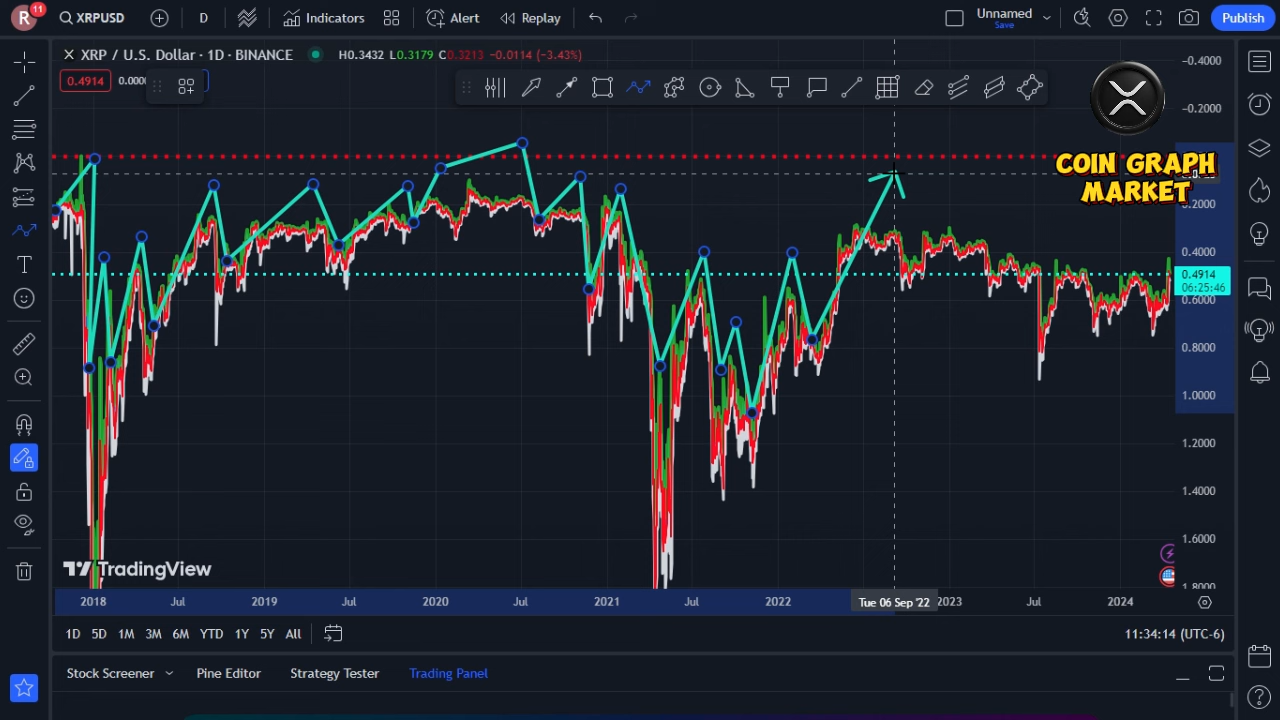 R 11 XRPUSD D Indicators Alert Replay Unnamed Save Publish
XRP / U.S. Dollar · 1D · BINANCE H0.3432 L0.3179 C0.3213 −0.0114 (−3.43%)
0.4914 0.000
−0.4000
−0.2000
COIN GRAPH
MARKET
0.2000
0.4000
0.4914
06:25:46
0.6000
0.8000
1.0000
1.2000
1.4000
1.6000
1.8000
TradingView
2018 Jul 2019 Jul 2020 Jul 2021 Jul 2022 Tue 06 Sep '22 2023 Jul 2024
1D 5D 1M 3M 6M YTD 1Y 5Y All 11:34:14 (UTC-6)
Stock Screener Pine Editor Strategy Tester Trading Panel